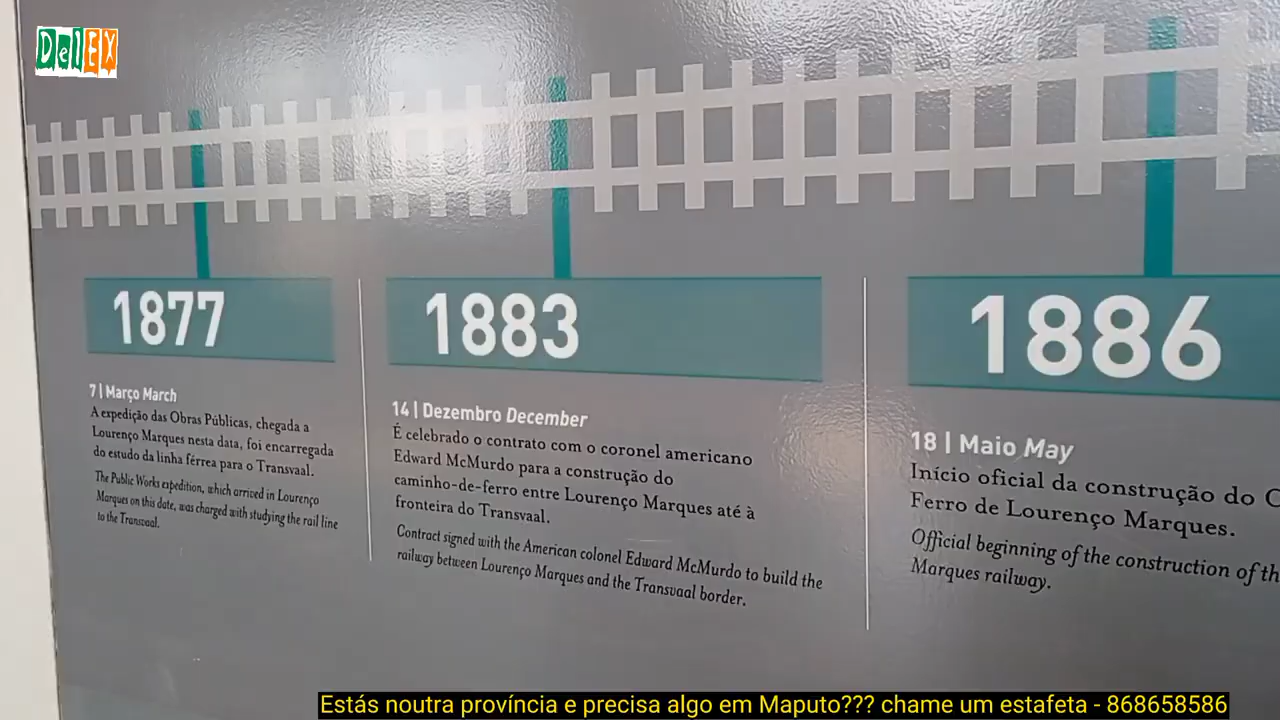 DelEX
1877
7 | Março March
A expedição das Obras Públicas, chegada a
Lourenço Marques nesta data, foi encarregada
do estudo da linha férrea para o Transvaal.
The Public Works expedition, which arrived in Lourenço
Marques on this date, was charged with studying the rail line
to the Transvaal.
1883
14 | Dezembro December
É celebrado o contrato com o coronel americano
Edward McMurdo para a construção do
caminho-de-ferro entre Lourenço Marques até à
fronteira do Transvaal.
Contract signed with the American colonel Edward McMurdo to build the
railway between Lourenço Marques and the Transvaal border.
1886
18 | Maio May
Início oficial da construção do C
Ferro de Lourenço Marques.
Official beginning of the construction of th
Marques railway.
Estás noutra província e precisa algo em Maputo??? chame um estafeta - 868658586